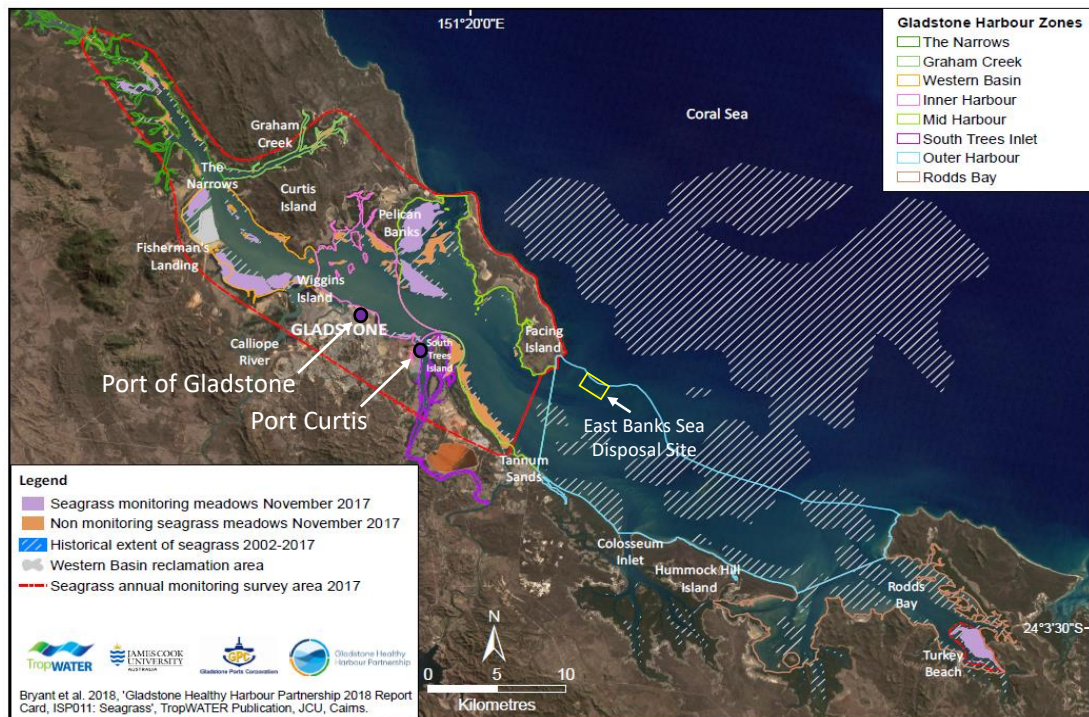 151°20'0"E
Gladstone Harbour Zones
The Narrows
Graham Creek
Western Basin
Inner Harbour
Mid Harbour
South Trees Inlet
Outer Harbour
Rodds Bay
Coral Sea
Graham
Creek
The
Narrows
Curtis
Island
Pelican
Banks
Fisherman's
Landing
Wiggins
Island
GLADSTONE
Calliope
River
South
Trees
Island
Facing
Island
Port of Gladstone
Port Curtis
East Banks Sea
Disposal Site
Tannum
Sands
Colosseum
Inlet
Hummock Hill
Island
Rodds
Bay
24°3'30"S
Turkey
Beach
N
0 5 10
Kilometres
Legend
Seagrass monitoring meadows November 2017
Non monitoring seagrass meadows November 2017
Historical extent of seagrass 2002-2017
Western Basin reclamation area
Seagrass annual monitoring survey area 2017
TropWATER
JAMES COOK
UNIVERSITY
AUSTRALIA
GPC
Gladstone Ports Corporation
Gladstone Healthy
Harbour Partnership
Bryant et al. 2018, 'Gladstone Healthy Harbour Partnership 2018 Report
Card, ISP011: Seagrass', TropWATER Publication, JCU, Cairns.